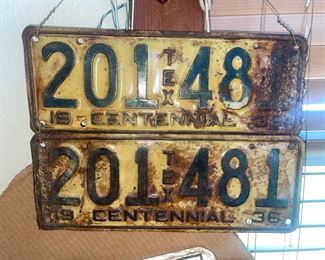 201 TEX 48
19 CENTENNIAL
201 TEX 481
19 CENTENNIAL 36